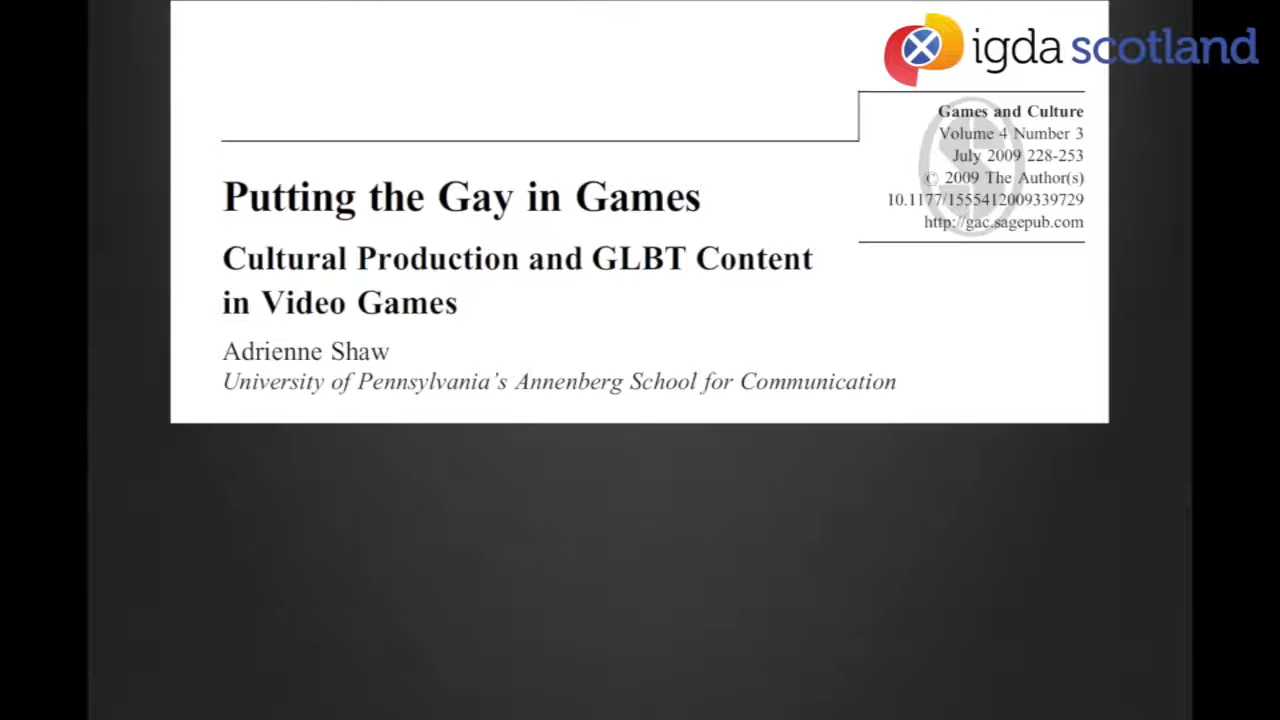 igda scotland
Games and Culture
Volume 4 Number 3
July 2009 228-253
© 2009 The Author(s)
10.1177/1555412009339729
http://gac.sagepub.com
Putting the Gay in Games
Cultural Production and GLBT Content
in Video Games
Adrienne Shaw
University of Pennsylvania's Annenberg School for Communication